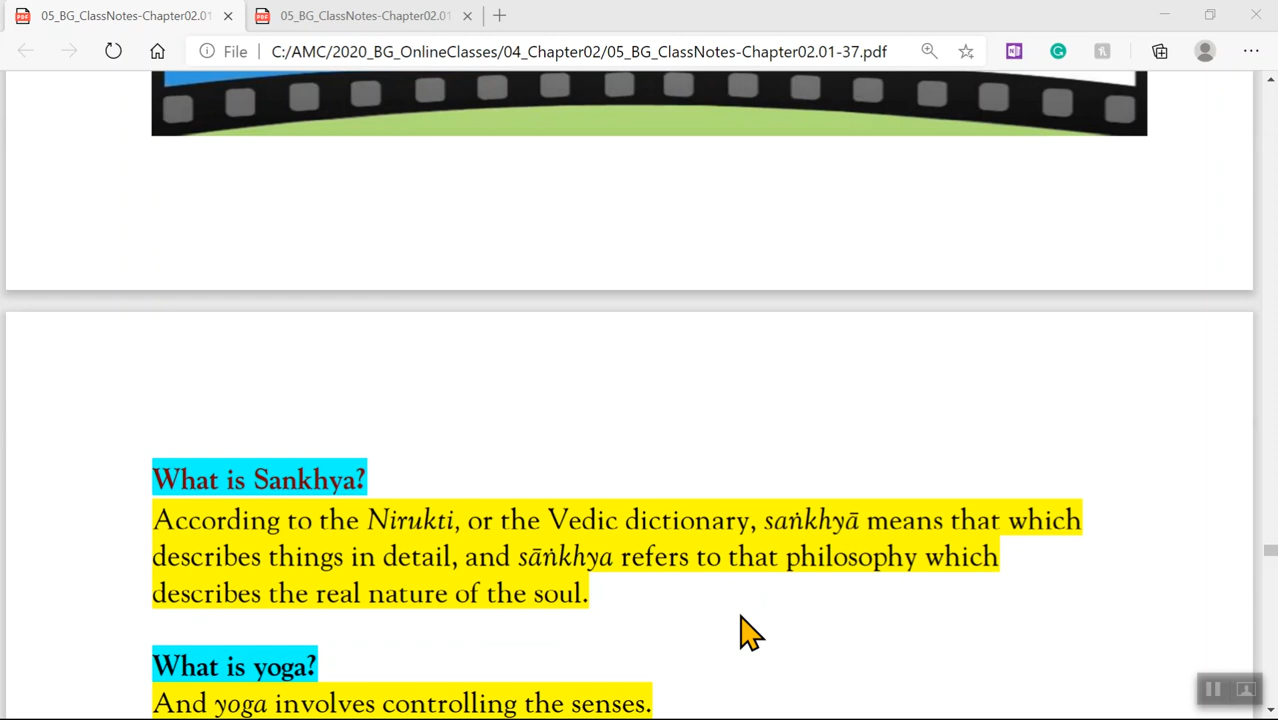 05_BG_ClassNotes-Chapter02.01
05_BG_ClassNotes-Chapter02.01
File
C:/AMC/2020_BG_OnlineClasses/04_Chapter02/05_BG_ClassNotes-Chapter02.01-37.pdf
What is Sankhya?
According to the Nirukti, or the Vedic dictionary, saṅkhyā means that which
describes things in detail, and sāṅkhya refers to that philosophy which
describes the real nature of the soul.
What is yoga?
And yoga involves controlling the senses.